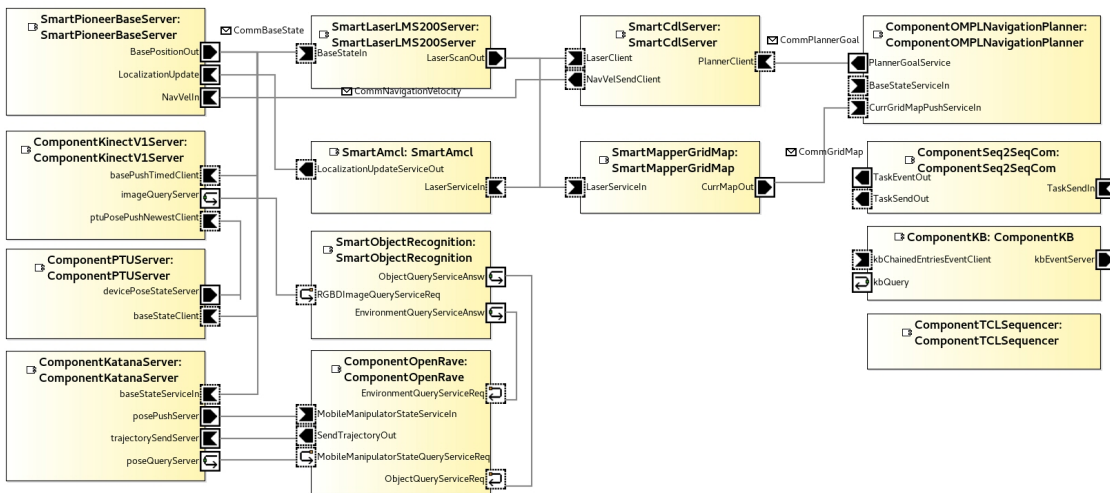 SmartPioneerBaseServer:
SmartPioneerBaseServer
BasePositionOut
LocalizationUpdate
NavVelIn
CommBaseState
SmartLaserLMS200Server:
SmartLaserLMS200Server
BaseStateIn
LaserScanOut
CommNavigationVelocity
SmartCdlServer:
SmartCdlServer
LaserClient
PlannerClient
NavVelSendClient
CommPlannerGoal
ComponentOMPLNavigationPlanner:
ComponentOMPLNavigationPlanner
PlannerGoalService
BaseStateServiceIn
CurrGridMapPushServiceIn
ComponentKinectV1Server:
ComponentKinectV1Server
basePushTimedClient
imageQueryServer
ptuPosePushNewestClient
SmartAmcl: SmartAmcl
LocalizationUpdateServiceOut
LaserServiceIn
SmartMapperGridMap:
SmartMapperGridMap
LaserServiceIn
CurrMapOut
CommGridMap
ComponentSeq2SeqCom:
ComponentSeq2SeqCom
TaskEventOut
TaskSendIn
TaskSendOut
ComponentPTUServer:
ComponentPTUServer
devicePoseStateServer
baseStateClient
SmartObjectRecognition:
SmartObjectRecognition
ObjectQueryServiceAnsw
RGBDImageQueryServiceReq
EnvironmentQueryServiceAnsw
ComponentKB: ComponentKB
kbChainedEntriesEventClient
kbEventServer
kbQuery
ComponentTCLSequencer:
ComponentTCLSequencer
ComponentKatanaServer:
ComponentKatanaServer
baseStateServiceIn
posePushServer
trajectorySendServer
poseQueryServer
ComponentOpenRave:
ComponentOpenRave
EnvironmentQueryServiceReq
MobileManipulatorStateServiceIn
SendTrajectoryOut
MobileManipulatorStateQueryServiceReq
ObjectQueryServiceReq